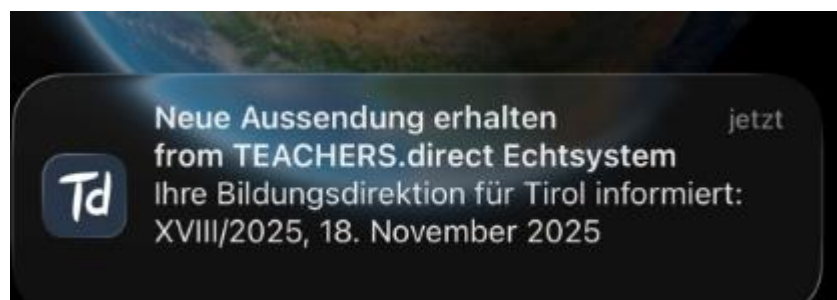 Neue Aussendung erhalten
jetzt
from TEACHERS.direct Echtsystem
Td
Ihre Bildungsdirektion für Tirol informiert:
XVIII/2025, 18. November 2025